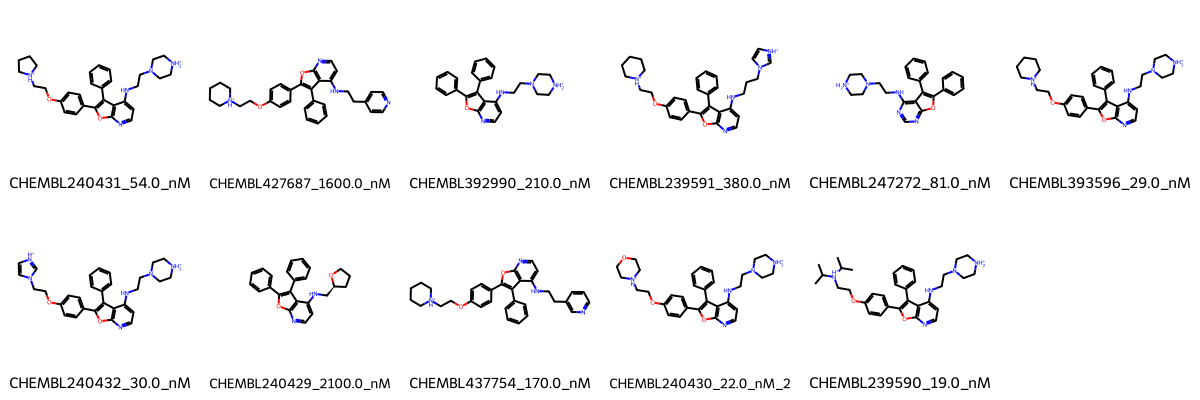 CHEMBL240431_54.0_nM
CHEMBL427687_1600.0_nM
CHEMBL392990_210.0_nM
CHEMBL239591_380.0_nM
CHEMBL247272_81.0_nM
CHEMBL393596_29.0_nM
CHEMBL240432_30.0_nM
CHEMBL240429_2100.0_nM
CHEMBL437754_170.0_nM
CHEMBL240430_22.0_nM_2
CHEMBL239590_19.0_nM